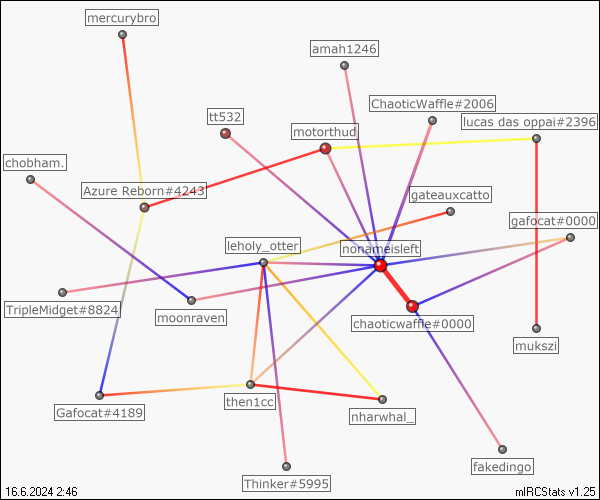 mercurybro
amah1246
ChaoticWaffle#2006
tt532
lucas das oppai#2396
motorthud
chobham.
Azure Reborn#4243
gateauxcatto
gafocat#0000
leholy_otter
nonameisleft
TripleMidget#8824
moonraven
chaoticwaffle#0000
mukszi
then1cc
Gafocat#4189
nharwhal_
fakedingo
Thinker#5995
16.6.2024 2:46
mIRCStats v1.25